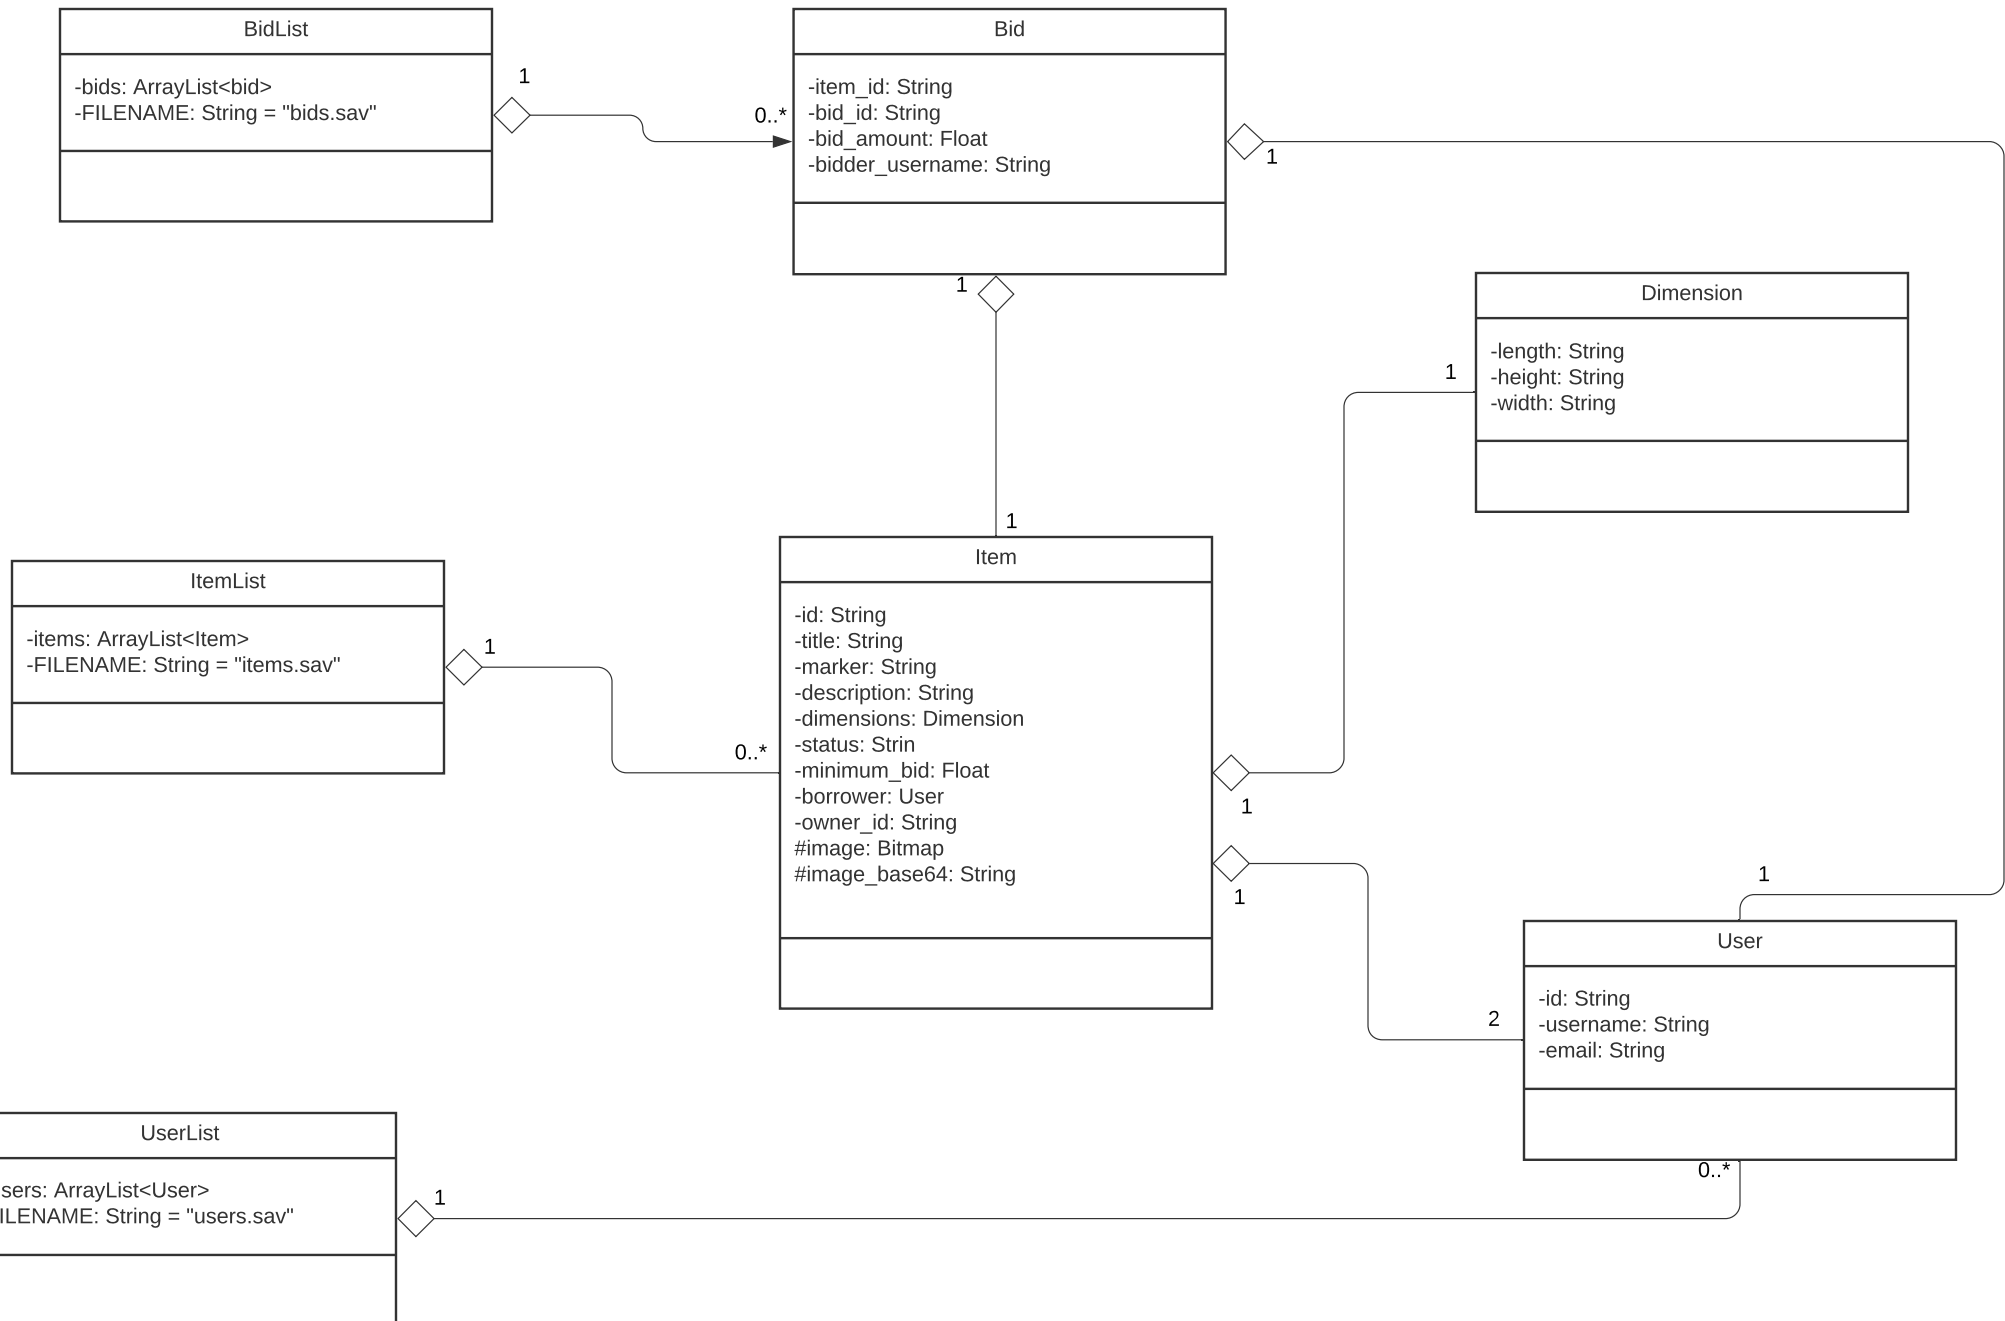 BidList
-bids: ArrayList<bid>
-FILENAME: String = "bids.sav"
1
0..*
Bid
-item_id: String
-bid_id: String
-bid_amount: Float
-bidder_username: String
1
1
1
Dimension
-length: String
-height: String
-width: String
1
ItemList
-items: ArrayList<Item>
-FILENAME: String = "items.sav"
1
0..*
Item
-id: String
-title: String
-marker: String
-description: String
-dimensions: Dimension
-status: Strin
-minimum_bid: Float
-borrower: User
-owner_id: String
#image: Bitmap
#image_base64: String
1
1
1
2
User
-id: String
-username: String
-email: String
0..*
UserList
sers: ArrayList<User>
ILENAME: String = "users.sav"
1